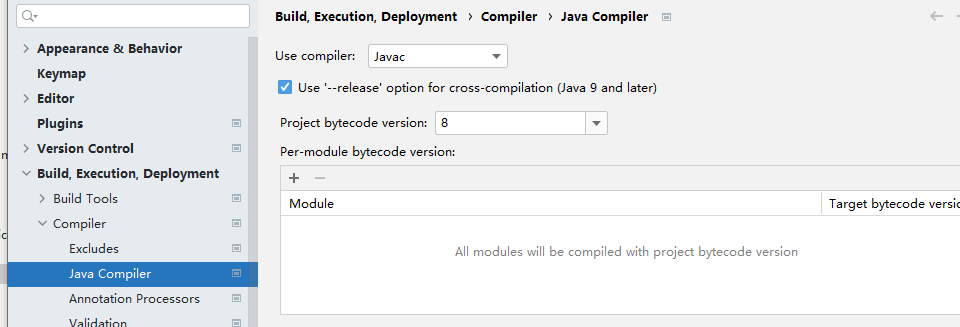 Build, Execution, Deployment › Compiler › Java Compiler
Appearance & Behavior
Keymap
Editor
Plugins
Version Control
Build, Execution, Deployment
Build Tools
Compiler
Excludes
Java Compiler
Annotation Processors
Validation
Use compiler: Javac
Use '--release' option for cross-compilation (Java 9 and later)
Project bytecode version: 8
Per-module bytecode version:
Module Target bytecode versio
All modules will be compiled with project bytecode version